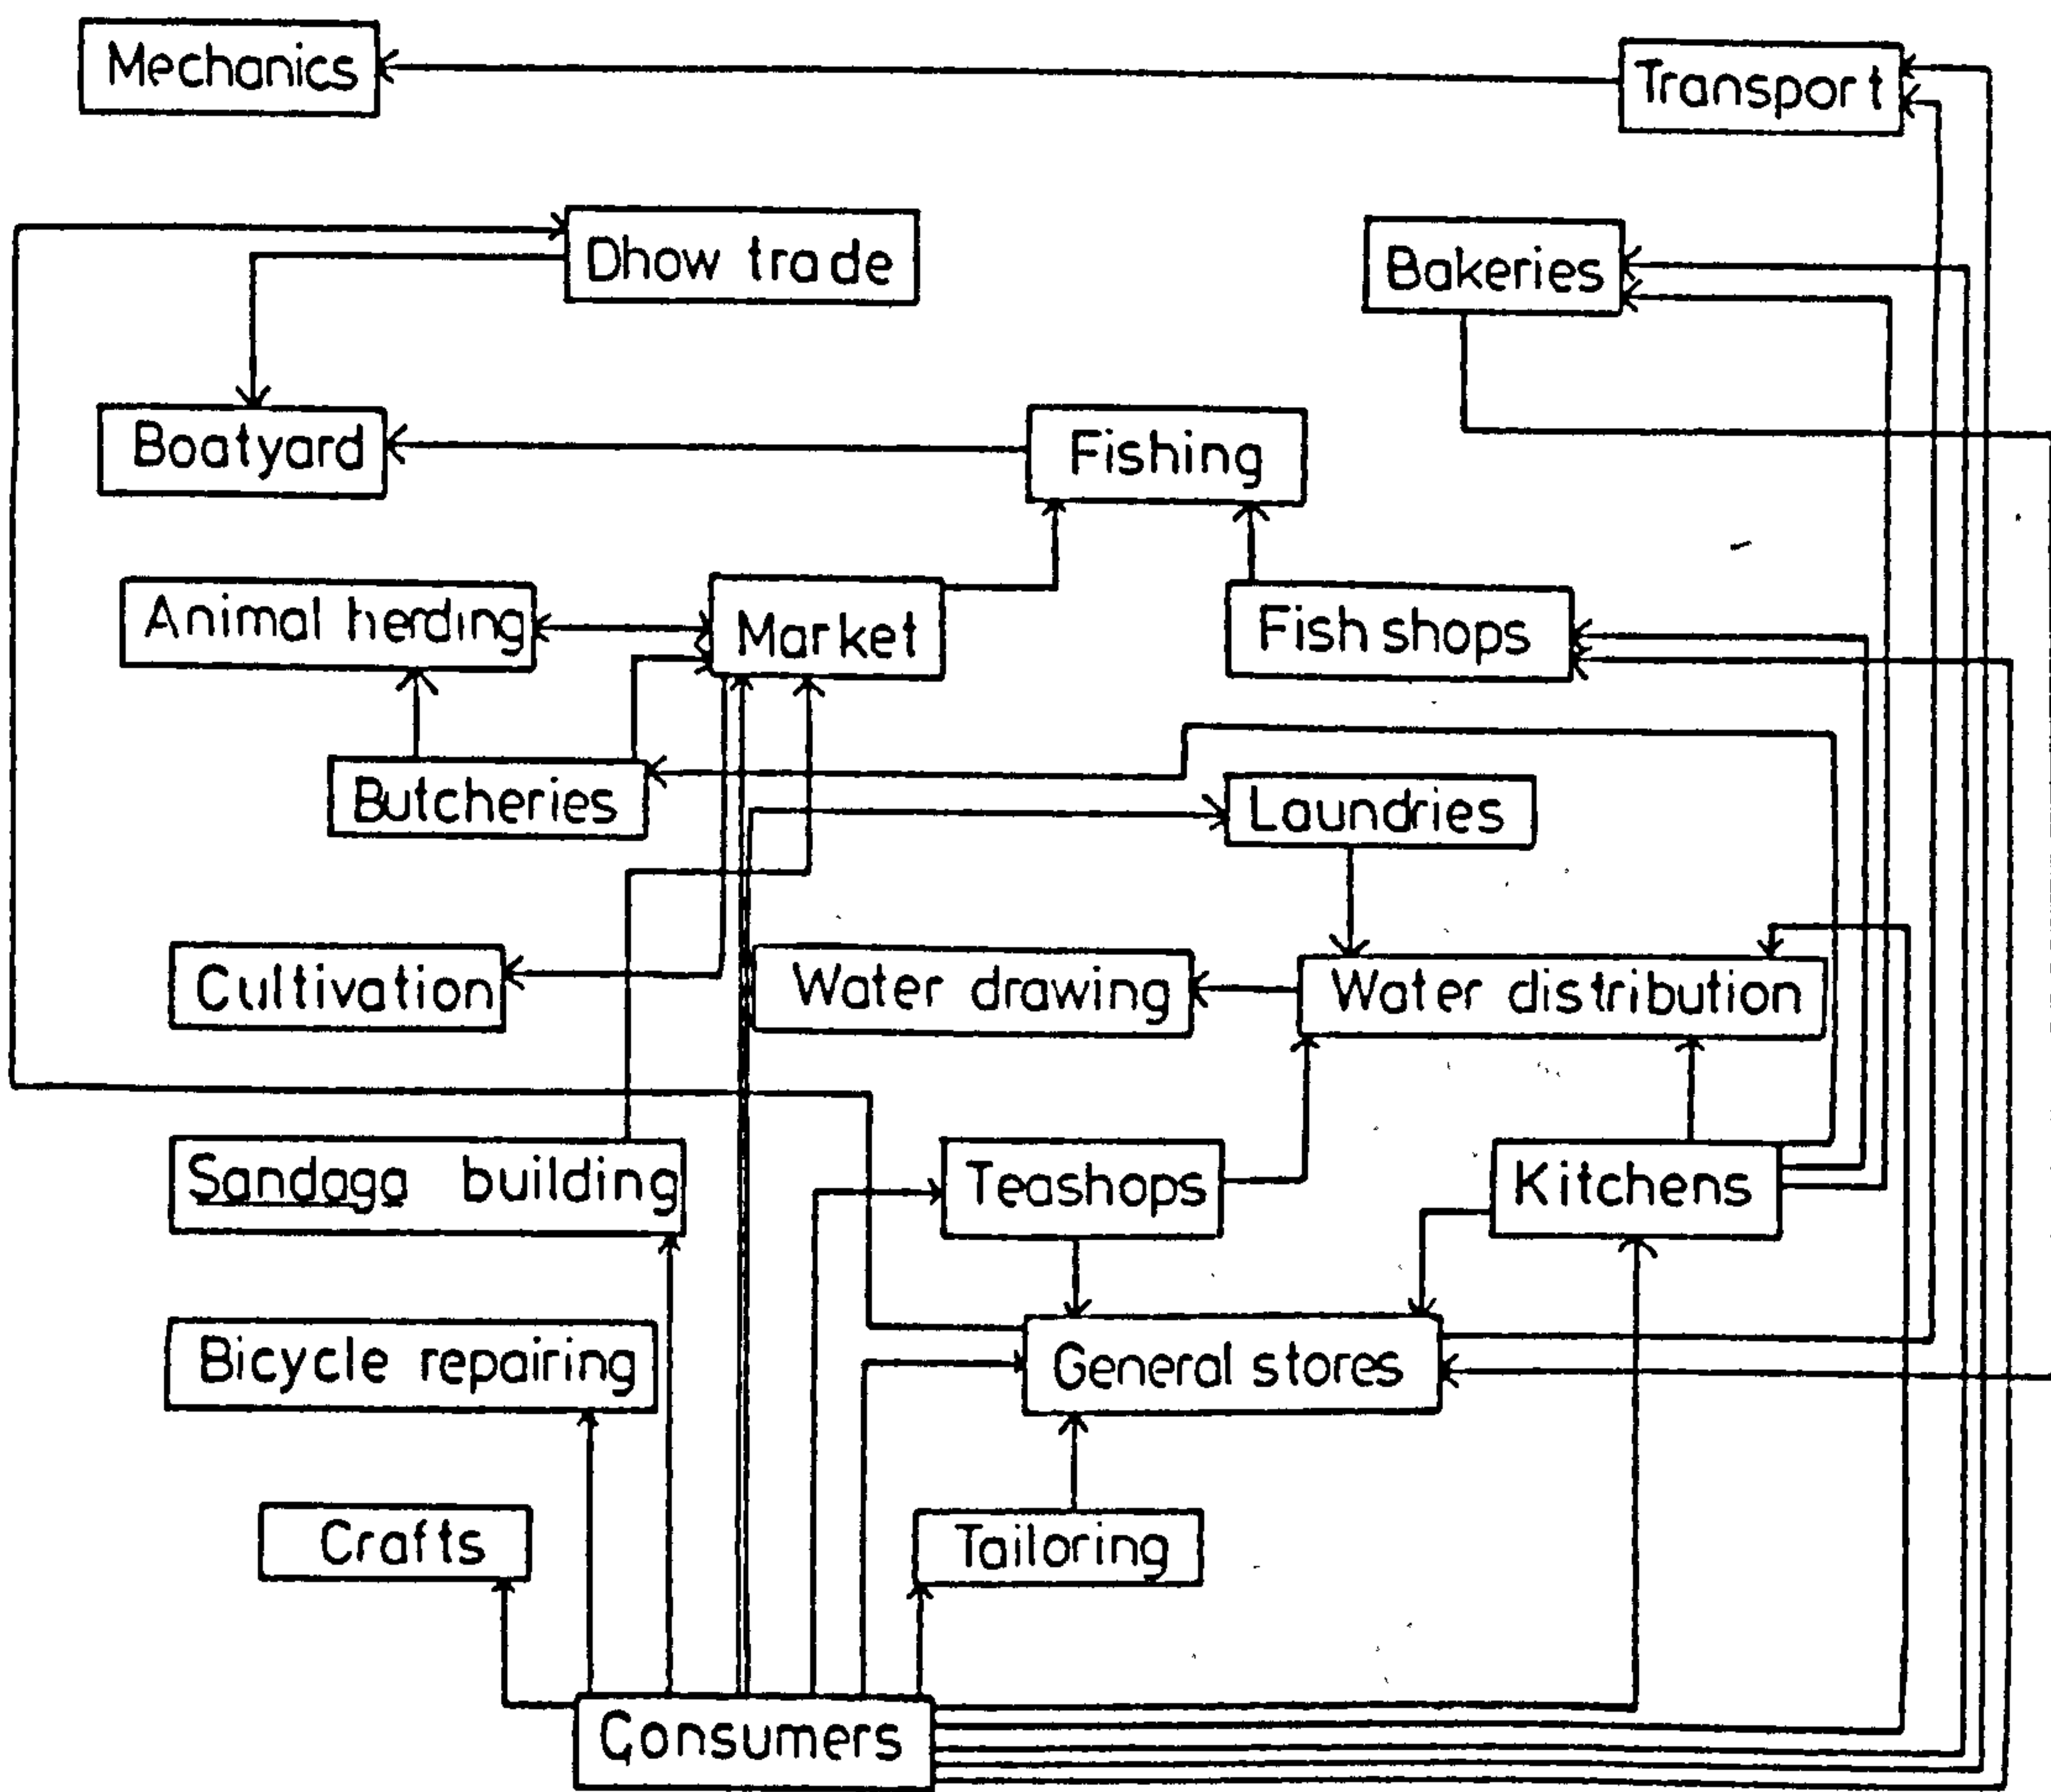 Mechanics
Transport
Dhow trade
Bakeries
Boatyard
Fishing
Animal herding
Market
Fish shops
Butcheries
Laundries
Cultivation
Water drawing
Water distribution
Sandaga building
Teashops
Kitchens
Bicycle repairing
General stores
Crafts
Tailoring
Consumers